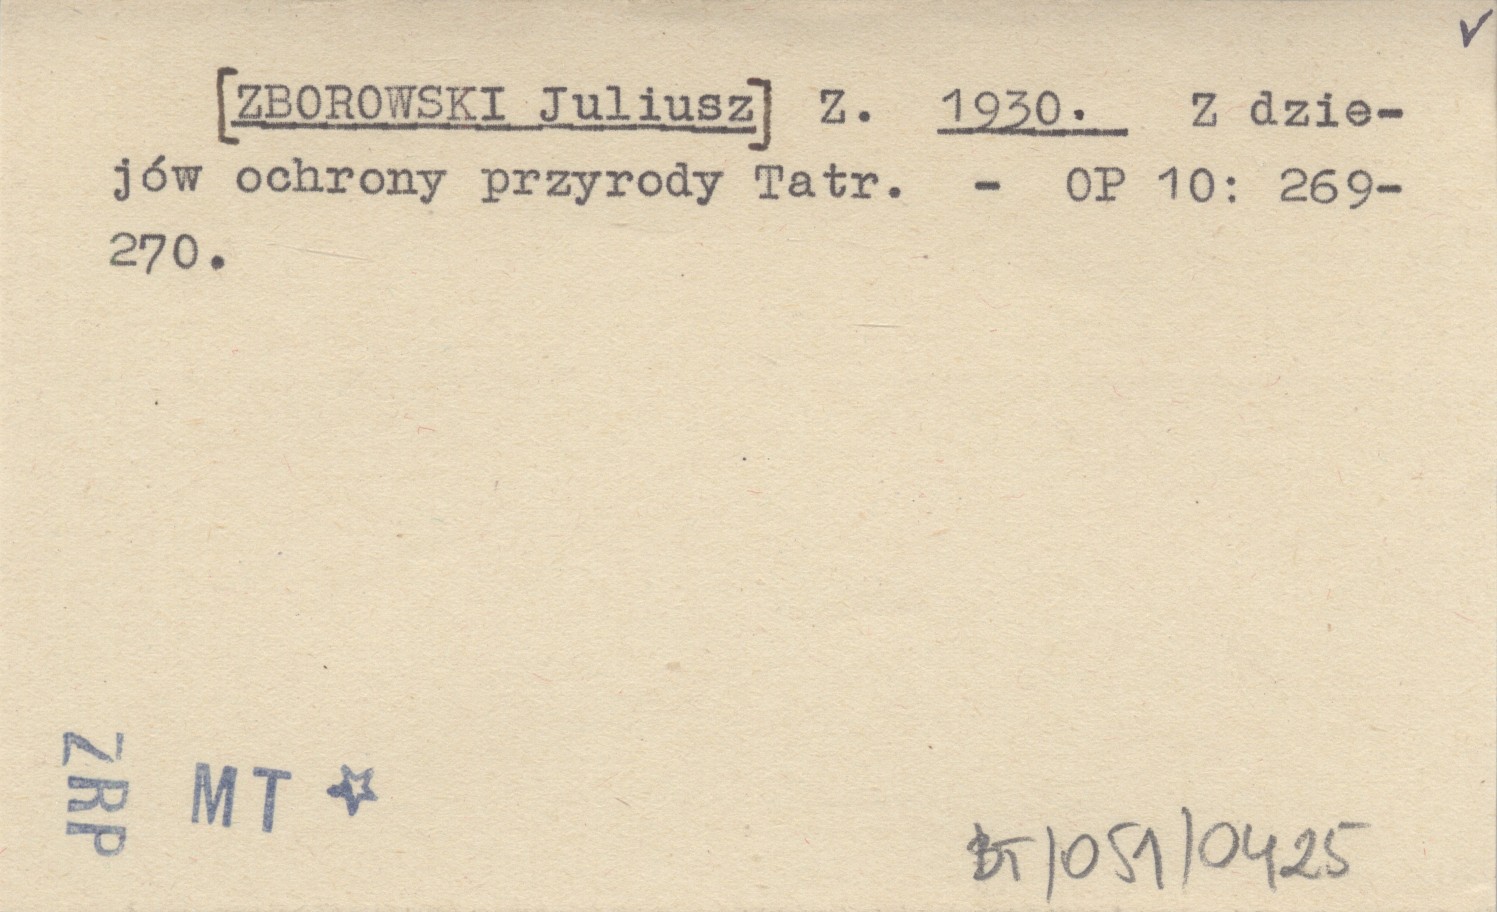 [ZBOROWSKI Juliusz] Z. 1930. Z dzie-
jów ochrony przyrody Tatr. - OP 10: 269-
270.
ZRP
MT
BT/051/0425